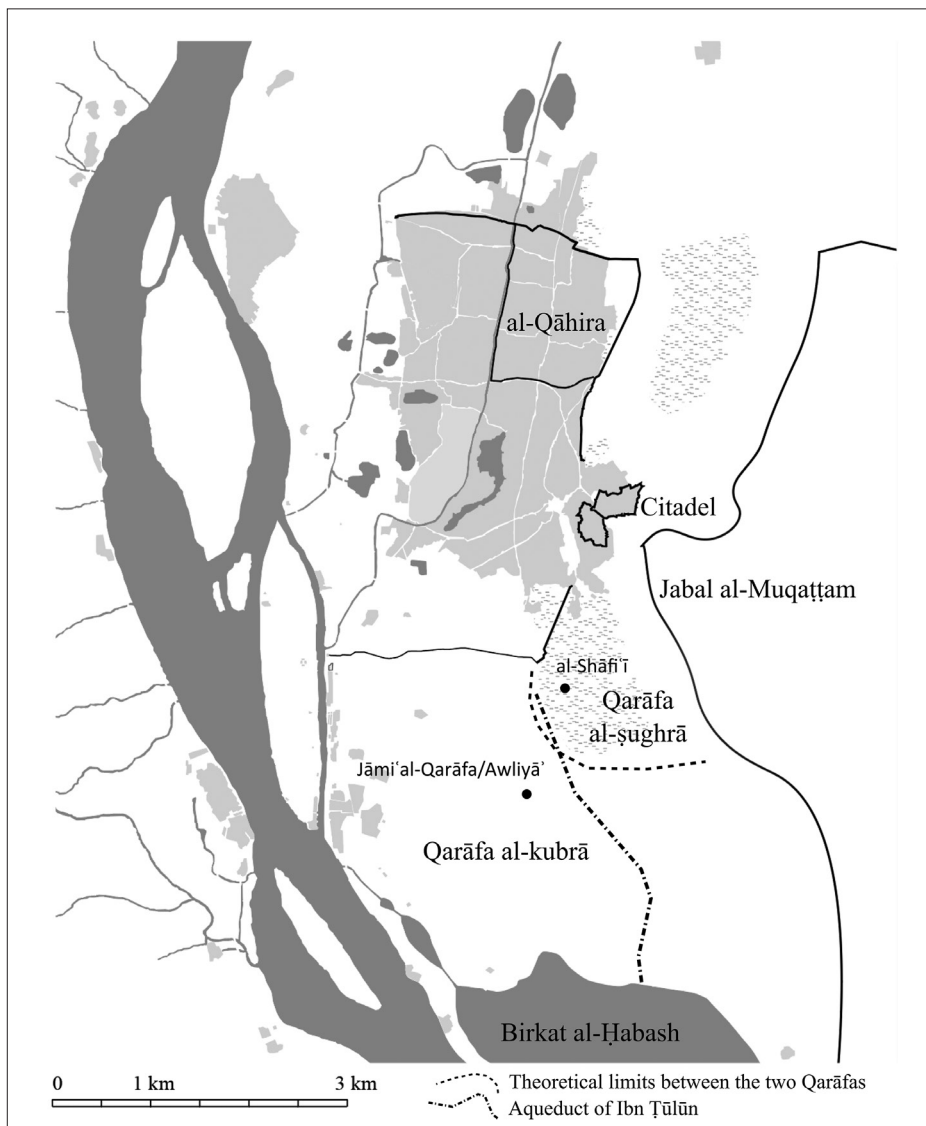 al-Qāhira
Citadel
Jabal al-Muqaṭṭam
al-Shāfiʿī
Qarāfa
al-ṣughrā
Jāmiʿal-Qarāfa/Awliyāʾ
Qarāfa al-kubrā
Birkat al-Ḥabash
0 1 km 3 km
Theoretical limits between the two Qarāfas
Aqueduct of Ibn Ṭūlūn